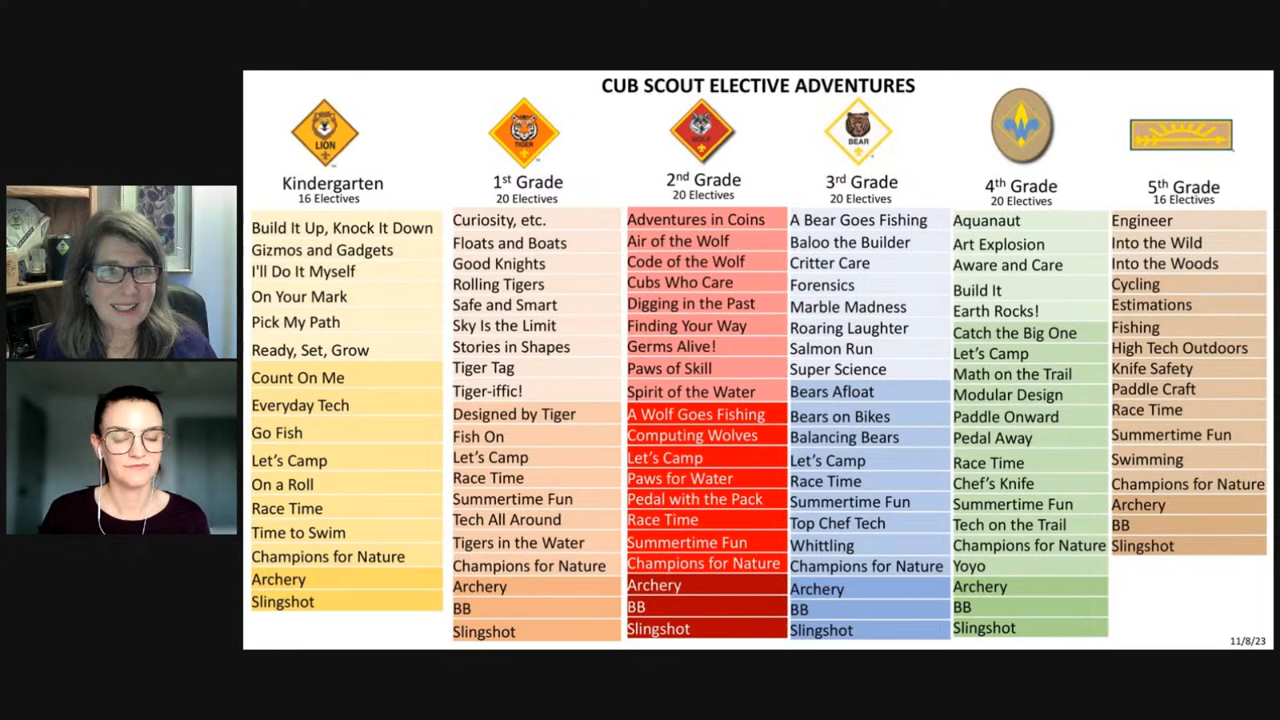 CUB SCOUT ELECTIVE ADVENTURES
LION
Kindergarten
16 Electives
Build It Up, Knock It Down
Gizmos and Gadgets
I'll Do It Myself
On Your Mark
Pick My Path
Ready, Set, Grow
Count On Me
Everyday Tech
Go Fish
Let's Camp
On a Roll
Race Time
Time to Swim
Champions for Nature
Archery
Slingshot
TIGER
1st Grade
20 Electives
Curiosity, etc.
Floats and Boats
Good Knights
Rolling Tigers
Safe and Smart
Sky Is the Limit
Stories in Shapes
Tiger Tag
Tiger-iffic!
Designed by Tiger
Fish On
Let's Camp
Race Time
Summertime Fun
Tech All Around
Tigers in the Water
Champions for Nature
Archery
BB
Slingshot
WOLF
2nd Grade
20 Electives
Adventures in Coins
Air of the Wolf
Code of the Wolf
Cubs Who Care
Digging in the Past
Finding Your Way
Germs Alive!
Paws of Skill
Spirit of the Water
A Wolf Goes Fishing
Computing Wolves
Let's Camp
Paws for Water
Pedal with the Pack
Race Time
Summertime Fun
Champions for Nature
Archery
BB
Slingshot
BEAR
3rd Grade
20 Electives
A Bear Goes Fishing
Baloo the Builder
Critter Care
Forensics
Marble Madness
Roaring Laughter
Salmon Run
Super Science
Bears Afloat
Bears on Bikes
Balancing Bears
Let's Camp
Race Time
Summertime Fun
Top Chef Tech
Whittling
Champions for Nature
Archery
BB
Slingshot
4th Grade
20 Electives
Aquanaut
Art Explosion
Aware and Care
Build It
Earth Rocks!
Catch the Big One
Let's Camp
Math on the Trail
Modular Design
Paddle Onward
Pedal Away
Race Time
Chef's Knife
Summertime Fun
Tech on the Trail
Champions for Nature
Yoyo
Archery
BB
Slingshot
5th Grade
16 Electives
Engineer
Into the Wild
Into the Woods
Cycling
Estimations
Fishing
High Tech Outdoors
Knife Safety
Paddle Craft
Race Time
Summertime Fun
Swimming
Champions for Nature
Archery
BB
Slingshot
11/8/23